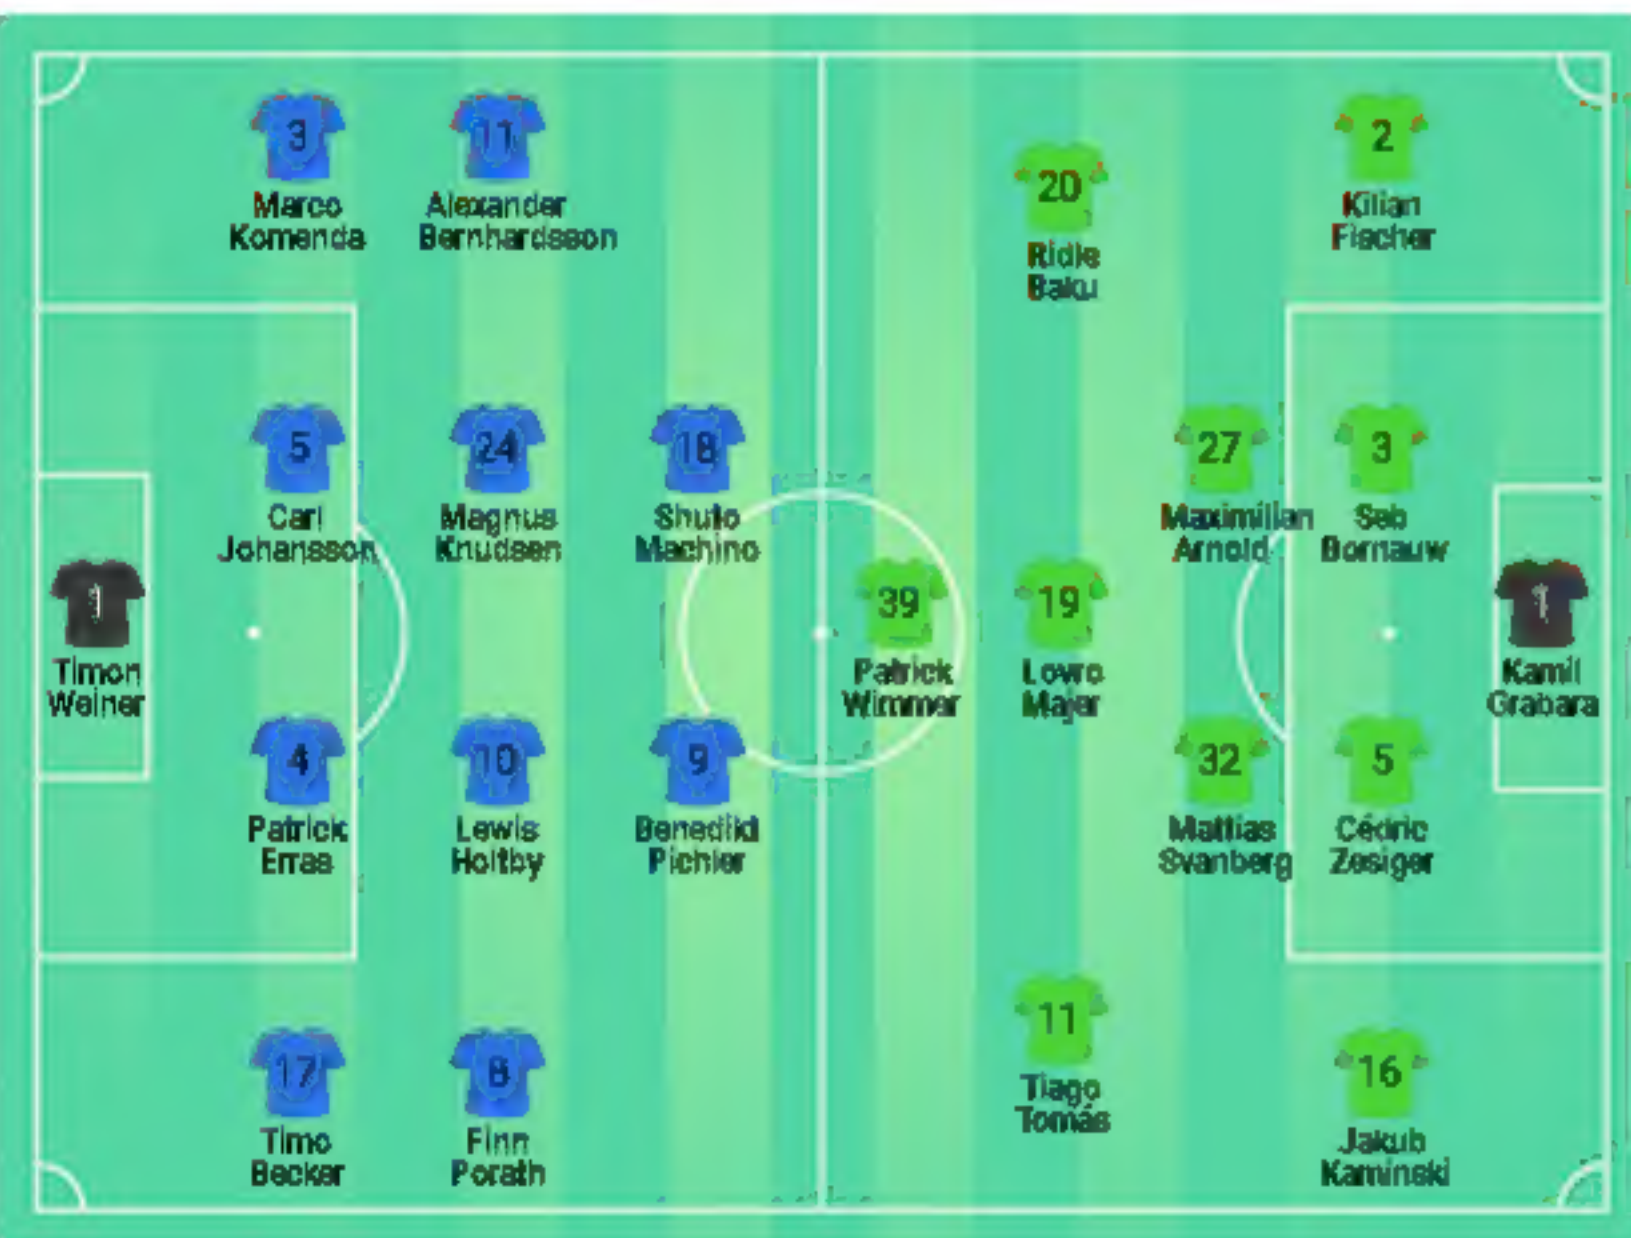 3
Marco
Komenda
11
Alexander
Bernhardsson
20
Ridle
Baku
2
Kilian
Fischer
5
Carl
Johansson
24
Magnus
Knudsen
18
Shuto
Machino
27
Maximilian
Arnold
3
Seb
Bornauw
1
Timon
Weiner
39
Patrick
Wimmer
19
Lovro
Majer
1
Kamil
Grabara
4
Patrick
Erras
10
Lewis
Holtby
9
Benedikt
Pichler
32
Mattias
Svanberg
5
Cédric
Zesiger
11
Tiago
Tomás
17
Timo
Becker
8
Finn
Porath
16
Jakub
Kaminski